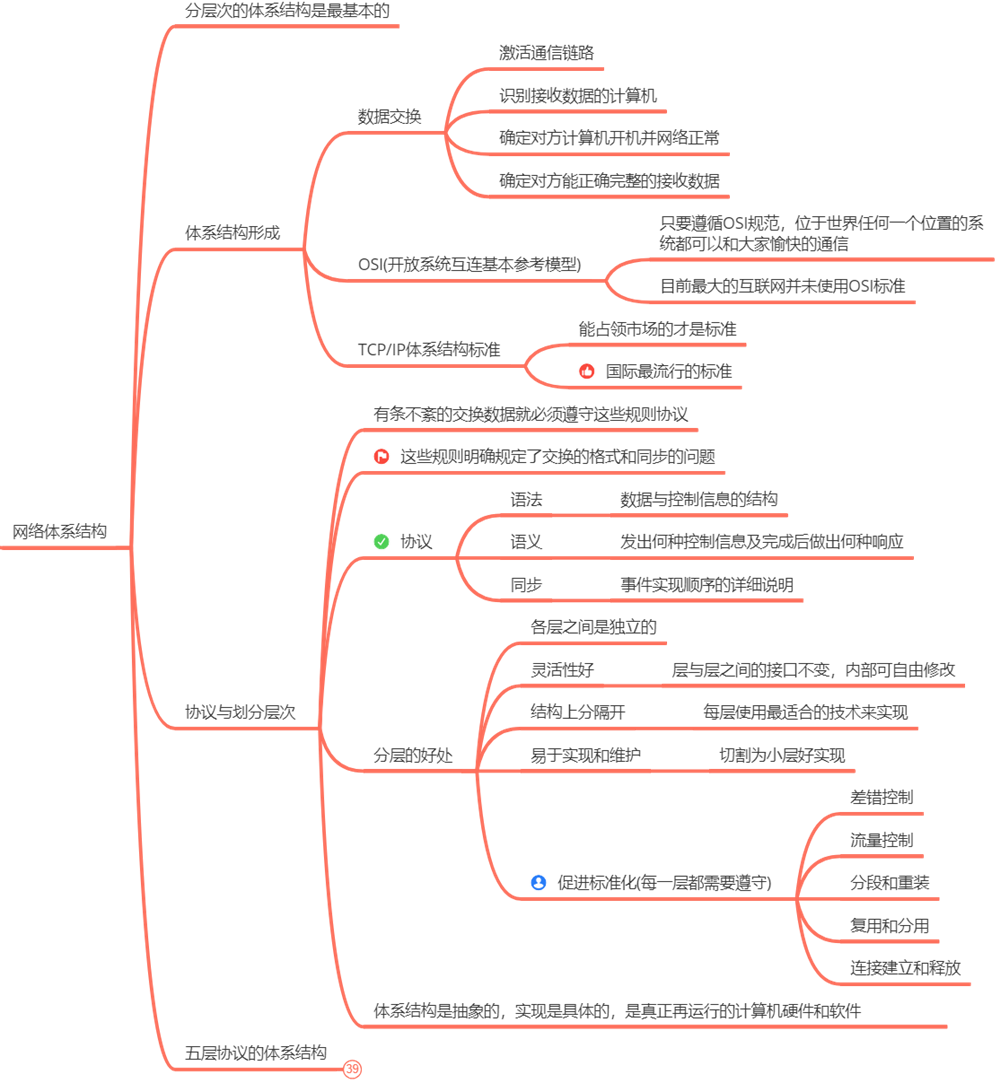 分层次的体系结构是最基本的
激活通信链路
识别接收数据的计算机
数据交换
确定对方计算机开机并网络正常
确定对方能正确完整的接收数据
体系结构形成
只要遵循OSI规范，位于世界任何一个位置的系
统都可以和大家愉快的通信
OSI(开放系统互连基本参考模型)
目前最大的互联网并未使用OSI标准
能占领市场的才是标准
TCP/IP体系结构标准
国际最流行的标准
有条不紊的交换数据就必须遵守这些规则协议
这些规则明确规定了交换的格式和同步的问题
语法
数据与控制信息的结构
网络体系结构
协议
语义
发出何种控制信息及完成后做出何种响应
同步
事件实现顺序的详细说明
各层之间是独立的
灵活性好
层与层之间的接口不变，内部可自由修改
协议与划分层次
结构上分隔开
每层使用最适合的技术来实现
分层的好处
易于实现和维护
切割为小层好实现
差错控制
流量控制
促进标准化(每一层都需要遵守)
分段和重装
复用和分用
连接建立和释放
体系结构是抽象的，实现是具体的，是真正再运行的计算机硬件和软件
五层协议的体系结构
39